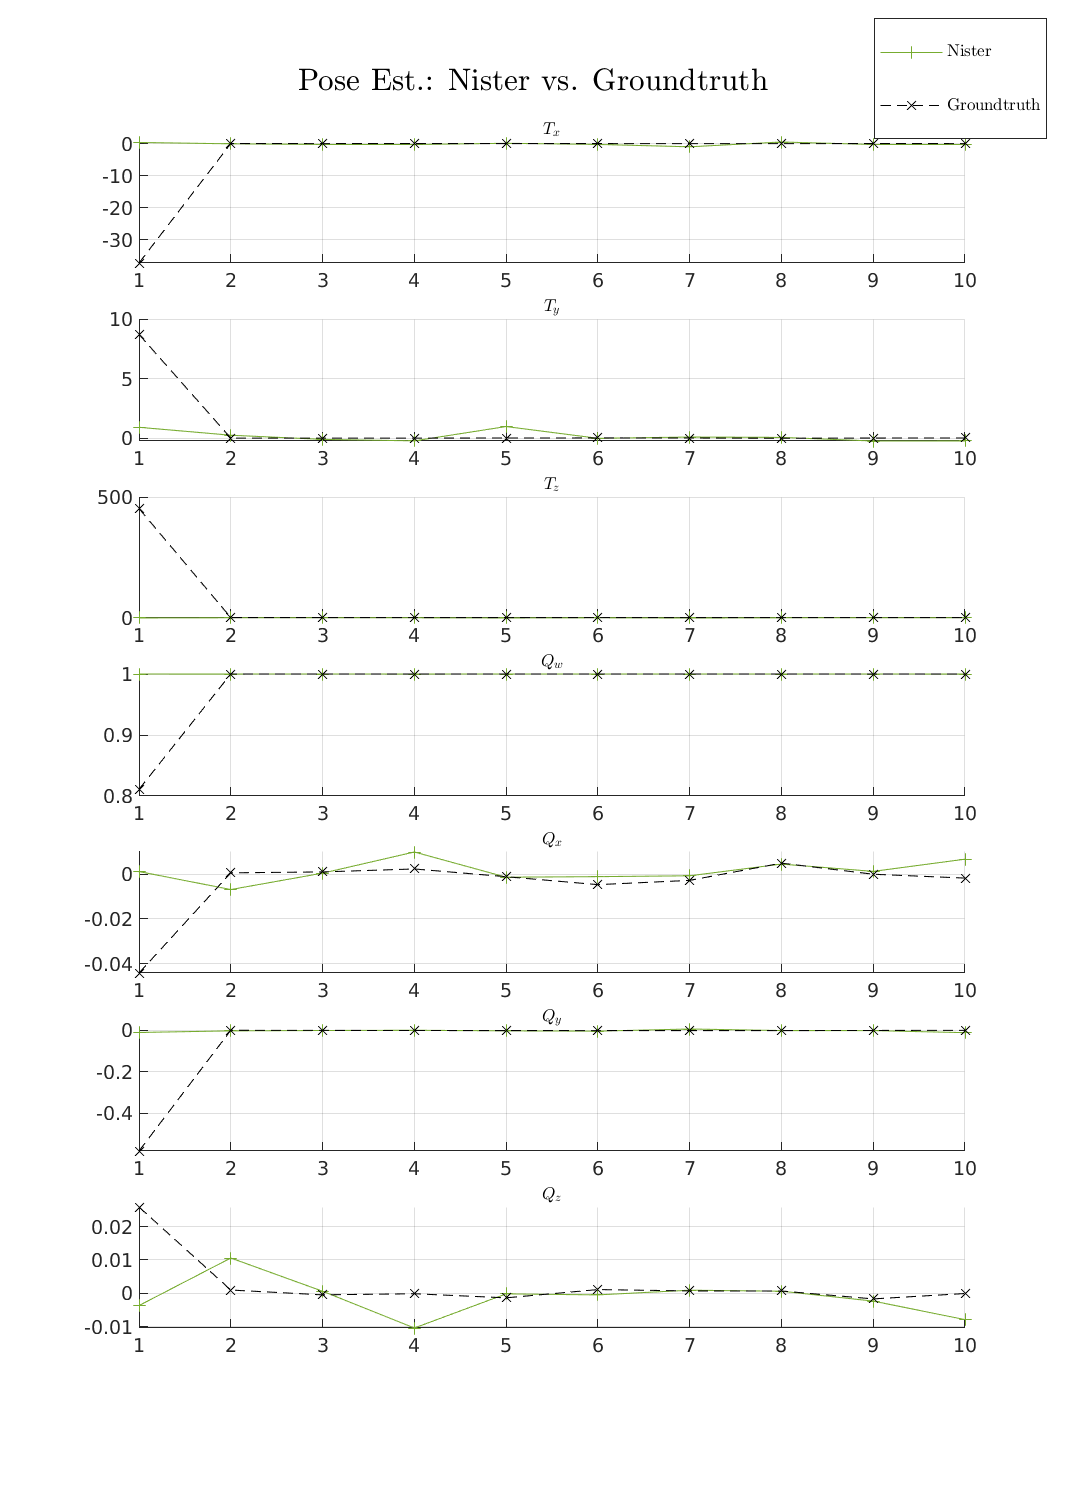 Nister
Groundtruth
Pose Est.: Nister vs. Groundtruth
T_x
0
-10
-20
-30
1 2 3 4 5 6 7 8 9 10
T_y
10
5
0
1 2 3 4 5 6 7 8 9 10
T_z
500
0
1 2 3 4 5 6 7 8 9 10
Q_w
1
0.9
0.8
1 2 3 4 5 6 7 8 9 10
Q_x
0
-0.02
-0.04
1 2 3 4 5 6 7 8 9 10
Q_y
0
-0.2
-0.4
1 2 3 4 5 6 7 8 9 10
Q_z
0.02
0.01
0
-0.01
1 2 3 4 5 6 7 8 9 10